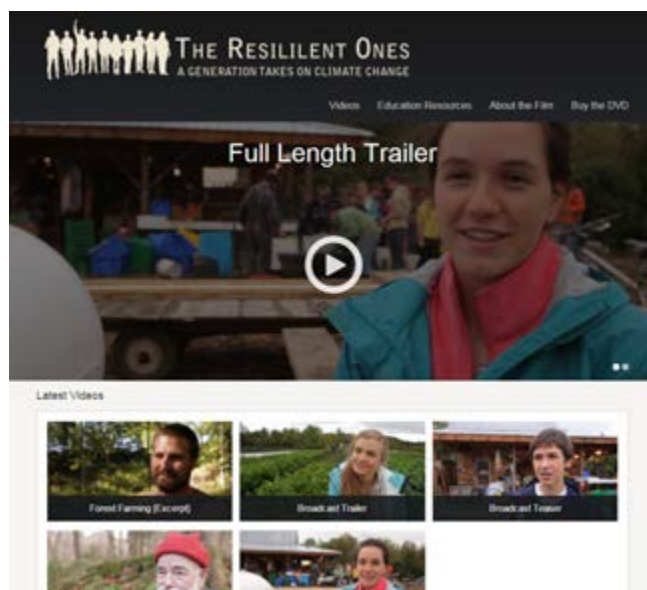 THE RESILILENT ONES
A GENERATION TAKES ON CLIMATE CHANGE
Videos Education Resources About the Film Buy the DVD
Full Length Trailer
Latest Videos
Forest Farming (Excerpt) Broadcast Trailer Broadcast Teaser